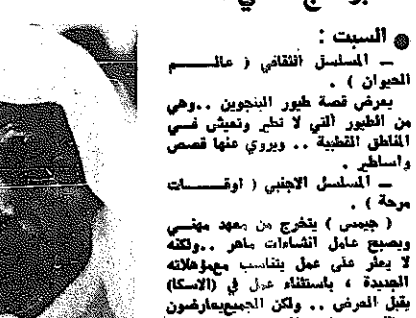 السبت :
ـ المسلسل الثقافي ( عالم
الحيوان ) .
يعرض قصة طيور البنجوين .. وهي
من الطيور التي لا تطير وتعيش في
المناطق القطبية .. ويروي عنها قصص
واساطير .
ـ المسلسل الاجنبي ( اوقات
مرحة ) .
( جيمس ) يتخرج من معهد مهني
ويصبح عامل انشاءات ماهر .. ولكنه
لا يعثر على عمل يتناسب مع مؤهلاته
الجديدة ، باستثناء عمل في (الاسكا)
يقبل العرض .. ولكن الجميع يعارضون